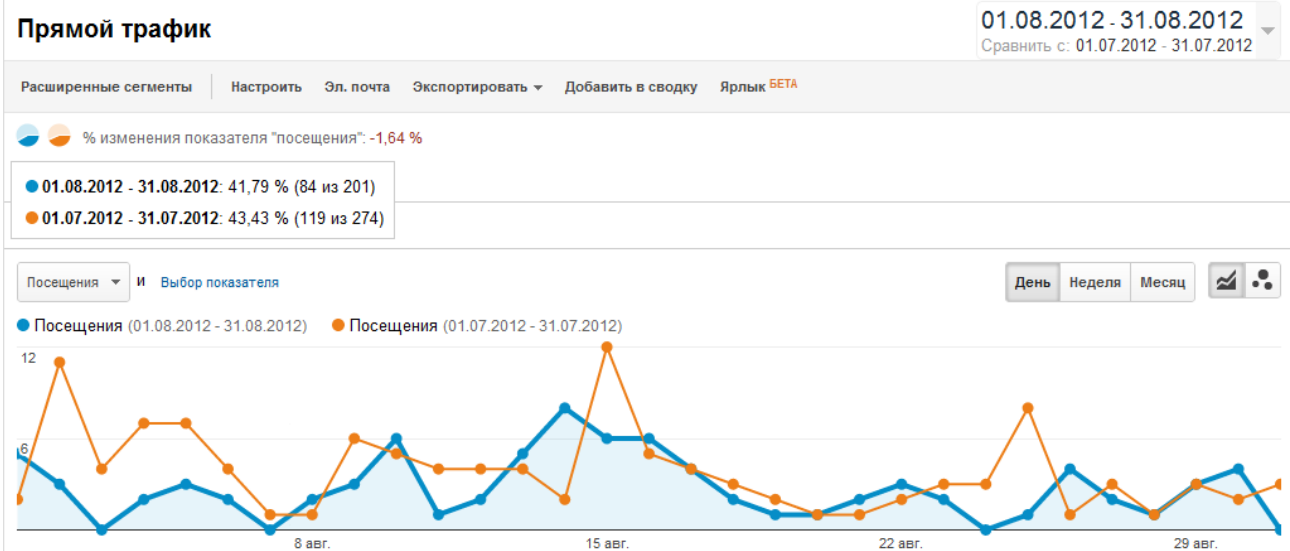 Прямой трафик
01.08.2012 - 31.08.2012
Сравнить с: 01.07.2012 - 31.07.2012
Расширенные сегменты Настроить Эл. почта Экспортировать Добавить в сводку Ярлык БЕТА
% изменения показателя "посещения": -1,64 %
01.08.2012 - 31.08.2012: 41,79 % (84 из 201)
01.07.2012 - 31.07.2012: 43,43 % (119 из 274)
Посещения и Выбор показателя День Неделя Месяц
Посещения (01.08.2012 - 31.08.2012) Посещения (01.07.2012 - 31.07.2012)
12
6
8 авг. 15 авг. 22 авг. 29 авг.